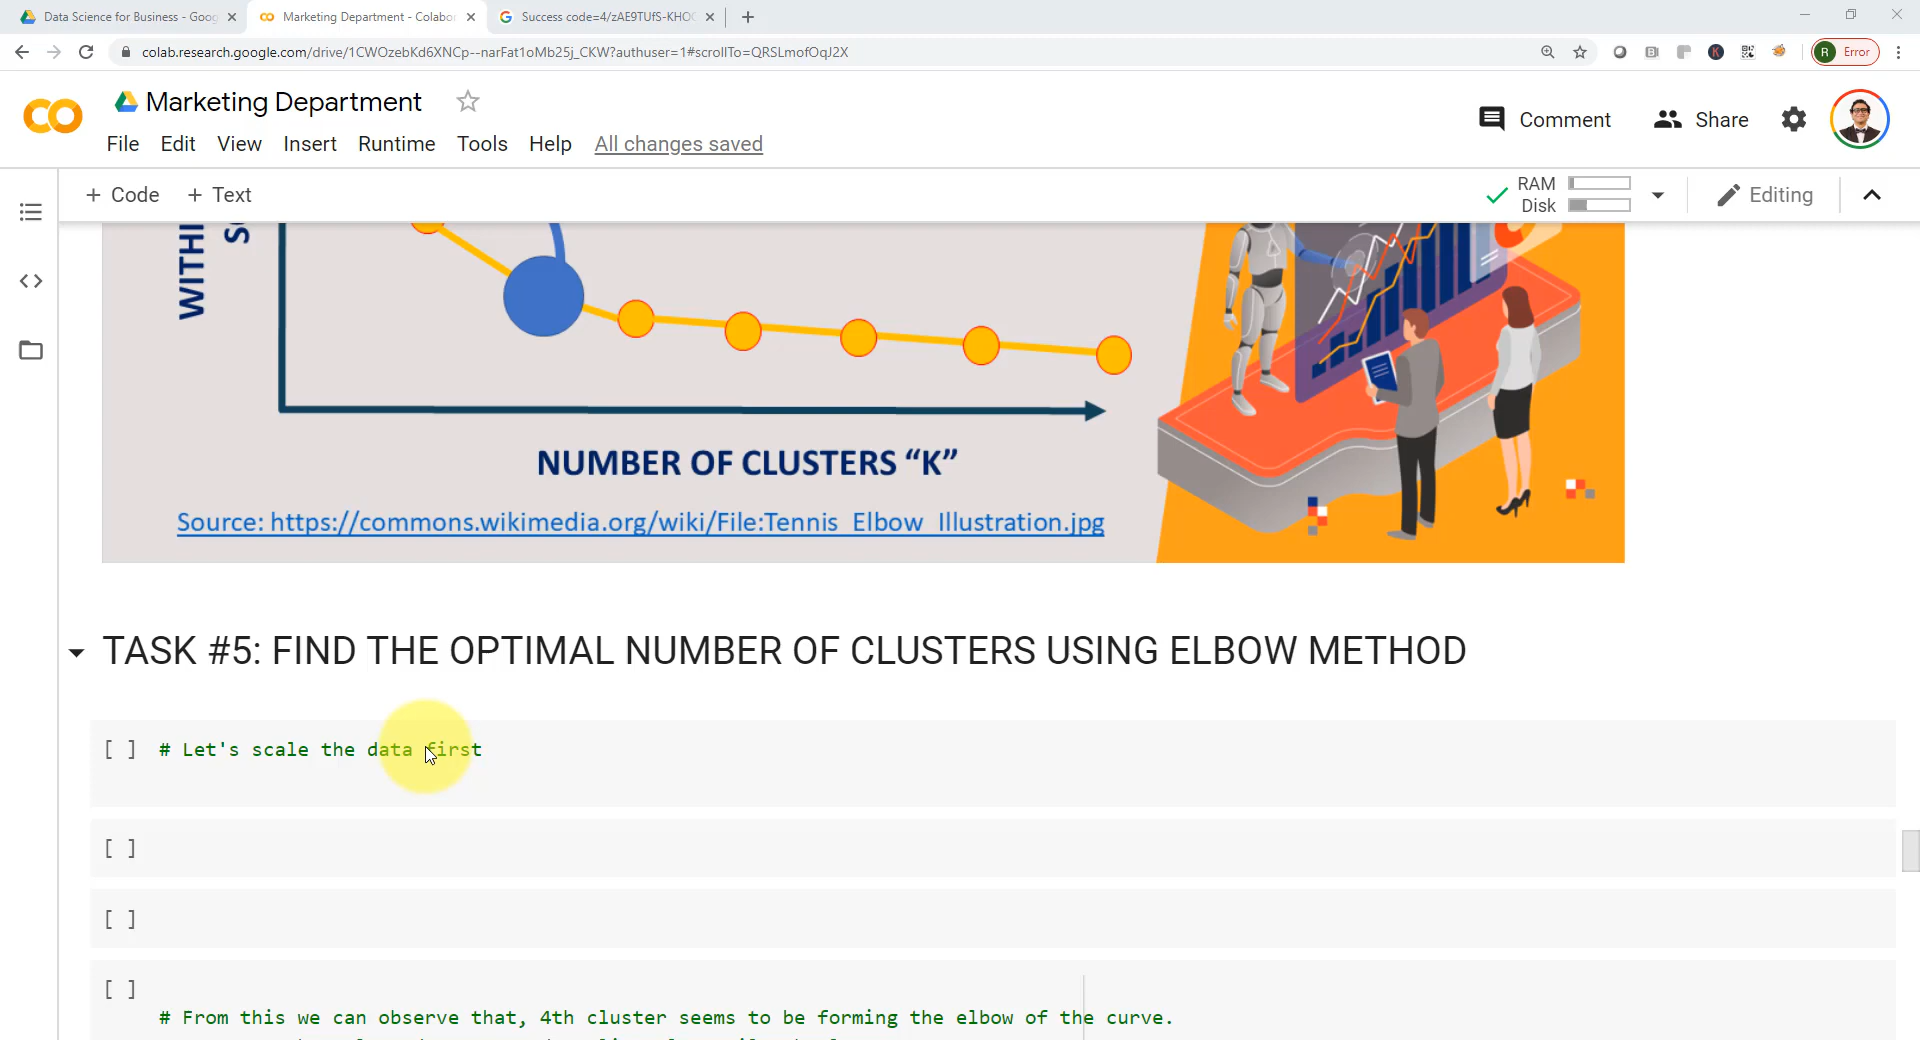 Data Science for Business - Goog
Marketing Department - Colabor
Success code=4/zAE9TUfS-KHOC
colab.research.google.com/drive/1CWOzebKd6XNCp--narFat1oMb25j_CKW?authuser=1#scrollTo=QRSLmofOqJ2X
R Error
Marketing Department
Comment
Share
File Edit View Insert Runtime Tools Help All changes saved
+ Code + Text
RAM
Disk
Editing
WITHI
NUMBER OF CLUSTERS “K”
Source: https://commons.wikimedia.org/wiki/File:Tennis_Elbow_Illustration.jpg
TASK #5: FIND THE OPTIMAL NUMBER OF CLUSTERS USING ELBOW METHOD
[ ] # Let's scale the data first
[ ]
[ ]
[ ]
# From this we can observe that, 4th cluster seems to be forming the elbow of the curve.